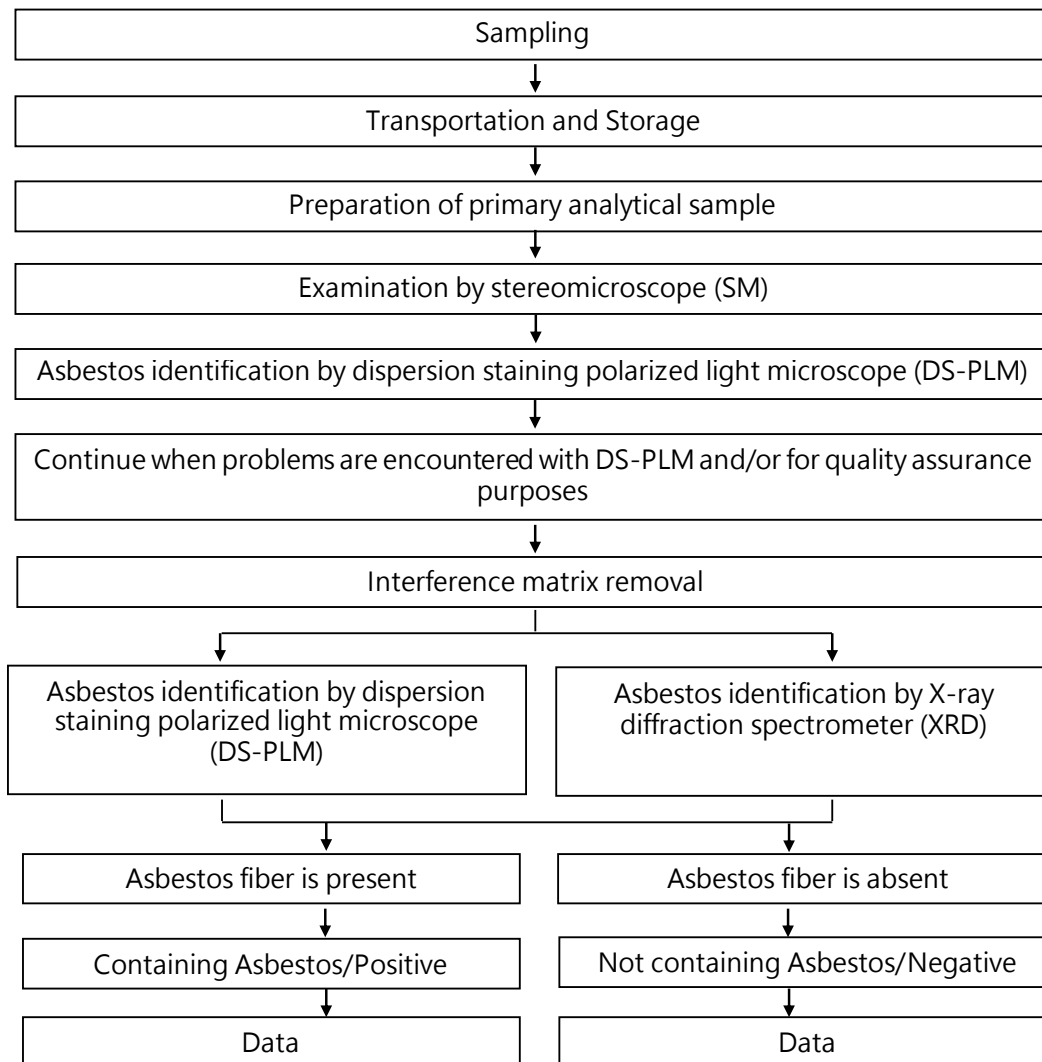 Sampling
Transportation and Storage
Preparation of primary analytical sample
Examination by stereomicroscope (SM)
Asbestos identification by dispersion staining polarized light microscope (DS-PLM)
Continue when problems are encountered with DS-PLM and/or for quality assurance
purposes
Interference matrix removal
Asbestos identification by dispersion
staining polarized light microscope
(DS-PLM)
Asbestos identification by X-ray
diffraction spectrometer (XRD)
Asbestos fiber is present
Asbestos fiber is absent
Containing Asbestos/Positive
Not containing Asbestos/Negative
Data
Data